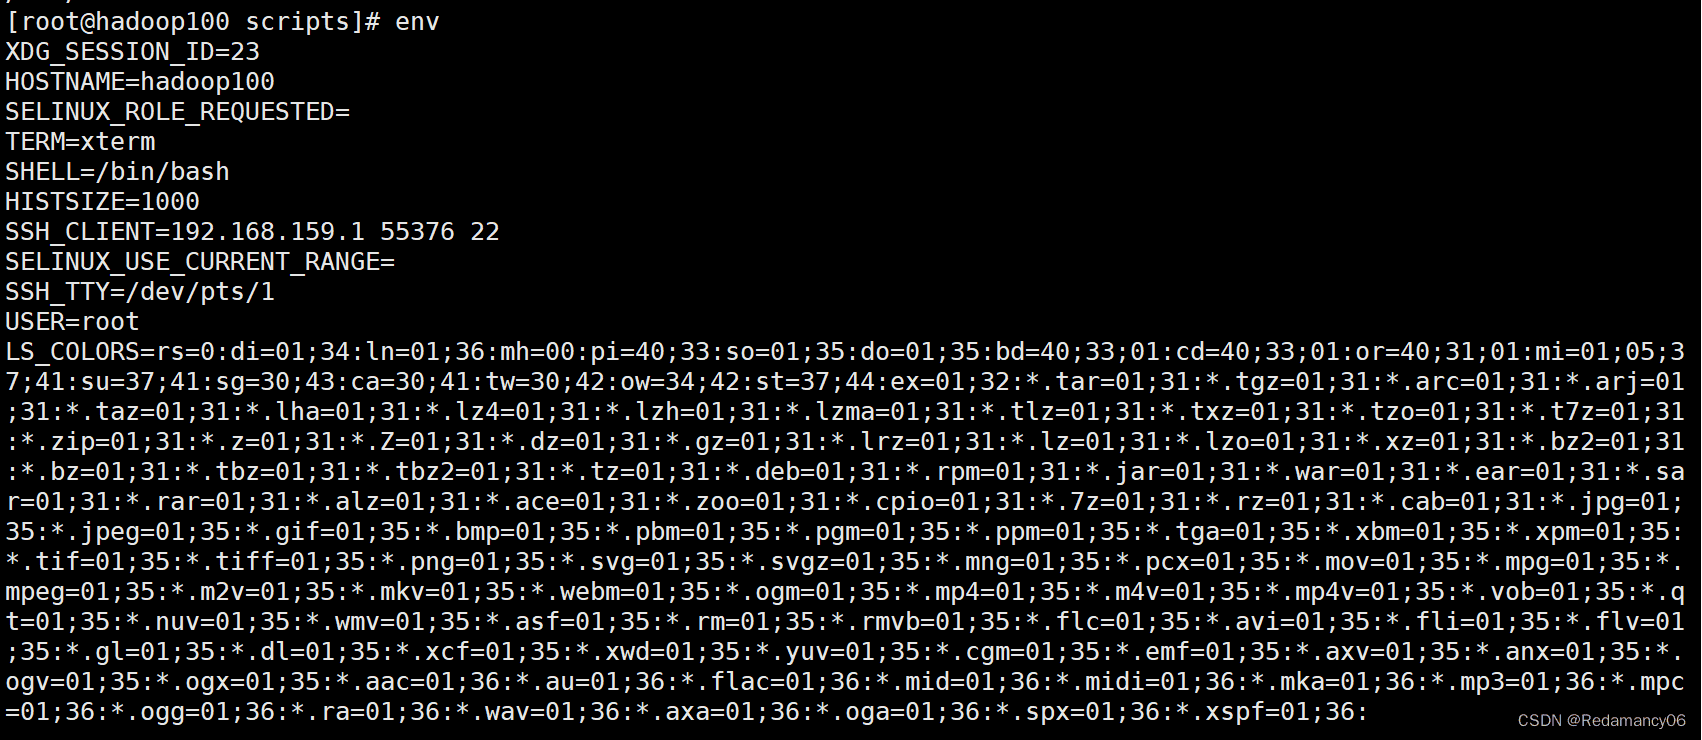 [root@hadoop100 scripts]# env
XDG_SESSION_ID=23
HOSTNAME=hadoop100
SELINUX_ROLE_REQUESTED=
TERM=xterm
SHELL=/bin/bash
HISTSIZE=1000
SSH_CLIENT=192.168.159.1 55376 22
SELINUX_USE_CURRENT_RANGE=
SSH_TTY=/dev/pts/1
USER=root
LS_COLORS=rs=0:di=01;34:ln=01;36:mh=00:pi=40;33:so=01;35:do=01;35:bd=40;33;01:cd=40;33;01:or=40;31;01:mi=01;05;3
7;41:su=37;41:sg=30;43:ca=30;41:tw=30;42:ow=34;42:st=37;44:ex=01;32:*.tar=01;31:*.tgz=01;31:*.arc=01;31:*.arj=01
;31:*.taz=01;31:*.lha=01;31:*.lz4=01;31:*.lzh=01;31:*.lzma=01;31:*.tlz=01;31:*.txz=01;31:*.tzo=01;31:*.t7z=01;31
:*.zip=01;31:*.z=01;31:*.Z=01;31:*.dz=01;31:*.gz=01;31:*.lrz=01;31:*.lz=01;31:*.lzo=01;31:*.xz=01;31:*.bz2=01;31
:*.bz=01;31:*.tbz=01;31:*.tbz2=01;31:*.tz=01;31:*.deb=01;31:*.rpm=01;31:*.jar=01;31:*.war=01;31:*.ear=01;31:*.sa
r=01;31:*.rar=01;31:*.alz=01;31:*.ace=01;31:*.zoo=01;31:*.cpio=01;31:*.7z=01;31:*.rz=01;31:*.cab=01;31:*.jpg=01;
35:*.jpeg=01;35:*.gif=01;35:*.bmp=01;35:*.pbm=01;35:*.pgm=01;35:*.ppm=01;35:*.tga=01;35:*.xbm=01;35:*.xpm=01;35:
*.tif=01;35:*.tiff=01;35:*.png=01;35:*.svg=01;35:*.svgz=01;35:*.mng=01;35:*.pcx=01;35:*.mov=01;35:*.mpg=01;35:*.
mpeg=01;35:*.m2v=01;35:*.mkv=01;35:*.webm=01;35:*.ogm=01;35:*.mp4=01;35:*.m4v=01;35:*.mp4v=01;35:*.vob=01;35:*.q
t=01;35:*.nuv=01;35:*.wmv=01;35:*.asf=01;35:*.rm=01;35:*.rmvb=01;35:*.flc=01;35:*.avi=01;35:*.fli=01;35:*.flv=01
;35:*.gl=01;35:*.dl=01;35:*.xcf=01;35:*.xwd=01;35:*.yuv=01;35:*.cgm=01;35:*.emf=01;35:*.axv=01;35:*.anx=01;35:*.
ogv=01;35:*.ogx=01;35:*.aac=01;36:*.au=01;36:*.flac=01;36:*.mid=01;36:*.midi=01;36:*.mka=01;36:*.mp3=01;36:*.mpc
=01;36:*.ogg=01;36:*.ra=01;36:*.wav=01;36:*.axa=01;36:*.oga=01;36:*.spx=01;36:*.xspf=01;36:
CSDN @Redamancy06